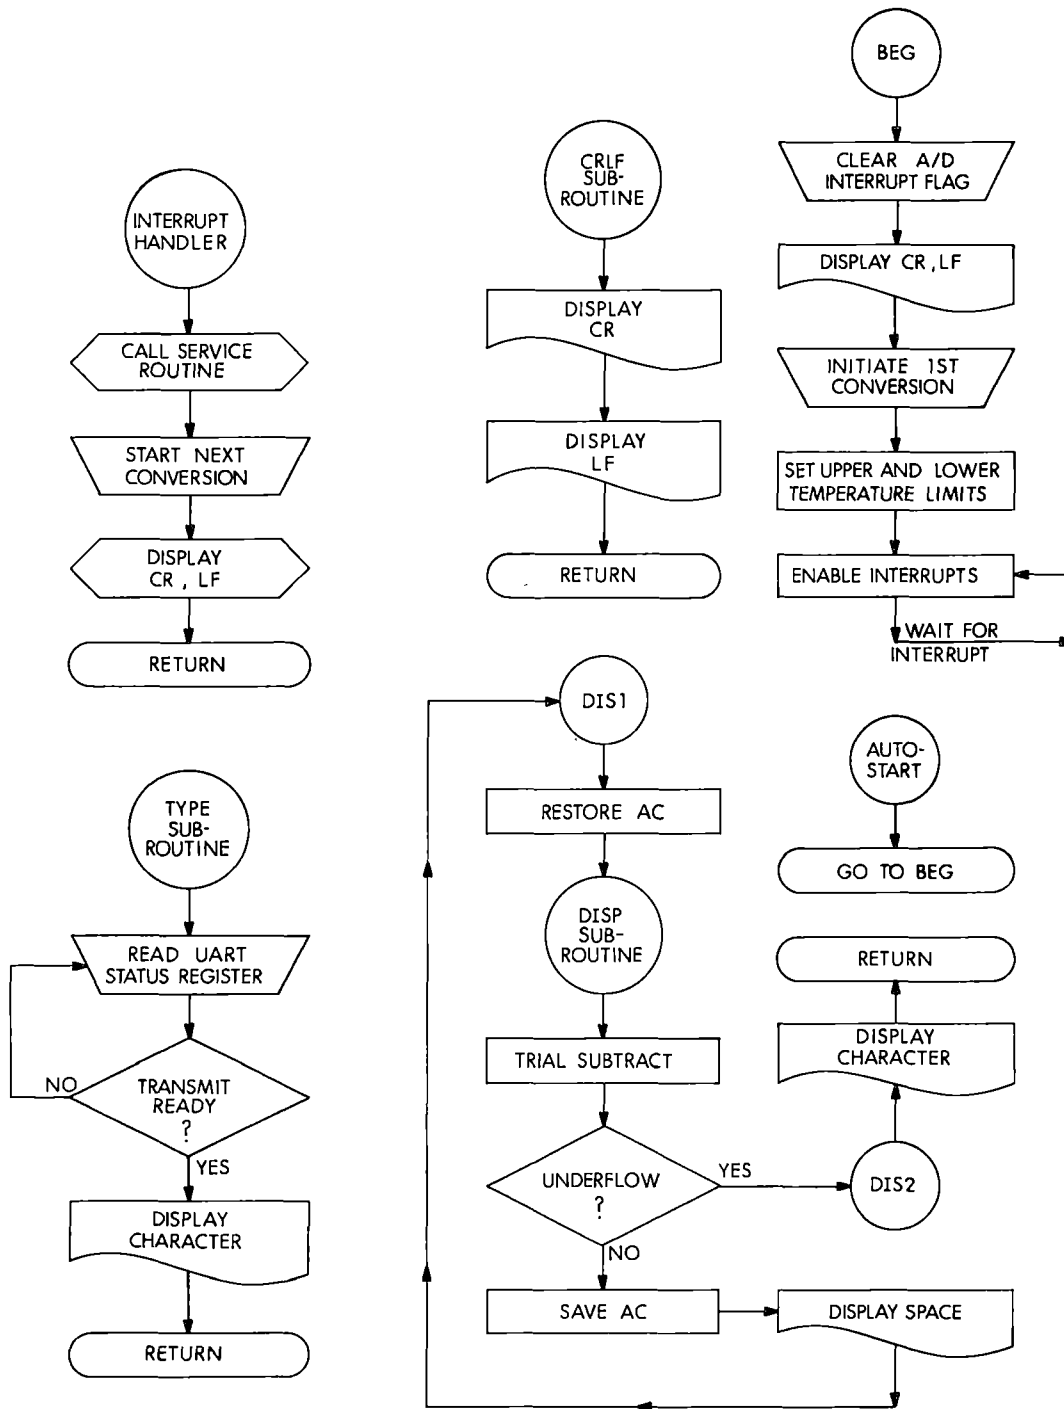 INTERRUPT
HANDLER
CALL SERVICE
ROUTINE
START NEXT
CONVERSION
DISPLAY
CR , LF
RETURN
CRLF
SUB-
ROUTINE
DISPLAY
CR
DISPLAY
LF
RETURN
BEG
CLEAR A/D
INTERRUPT FLAG
DISPLAY CR , LF
INITIATE 1ST
CONVERSION
SET UPPER AND LOWER
TEMPERATURE LIMITS
ENABLE INTERRUPTS
WAIT FOR
INTERRUPT
TYPE
SUB-
ROUTINE
READ UART
STATUS REGISTER
NO
TRANSMIT
READY
?
YES
DISPLAY
CHARACTER
RETURN
DIS1
RESTORE AC
DISP
SUB-
ROUTINE
TRIAL SUBTRACT
UNDERFLOW
?
YES
NO
SAVE AC
DISPLAY SPACE
AUTO-
START
GO TO BEG
RETURN
DISPLAY
CHARACTER
DIS2